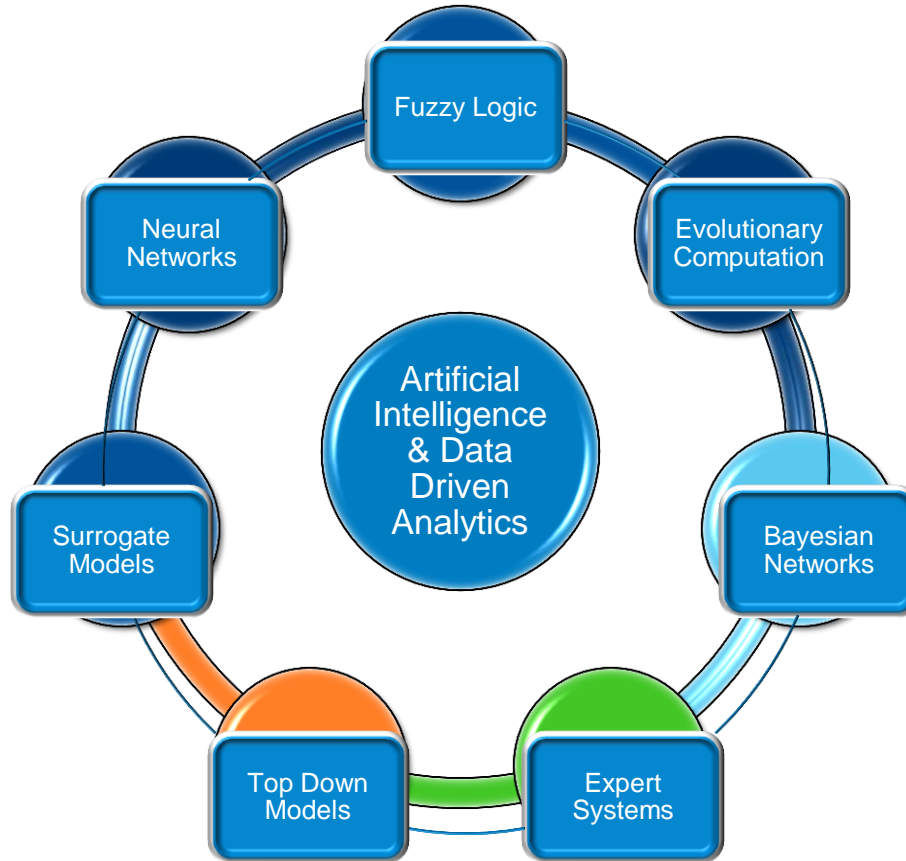 Fuzzy Logic
Neural
Networks
Evolutionary
Computation
Artificial
Intelligence
& Data
Driven
Analytics
Surrogate
Models
Bayesian
Networks
Top Down
Models
Expert
Systems